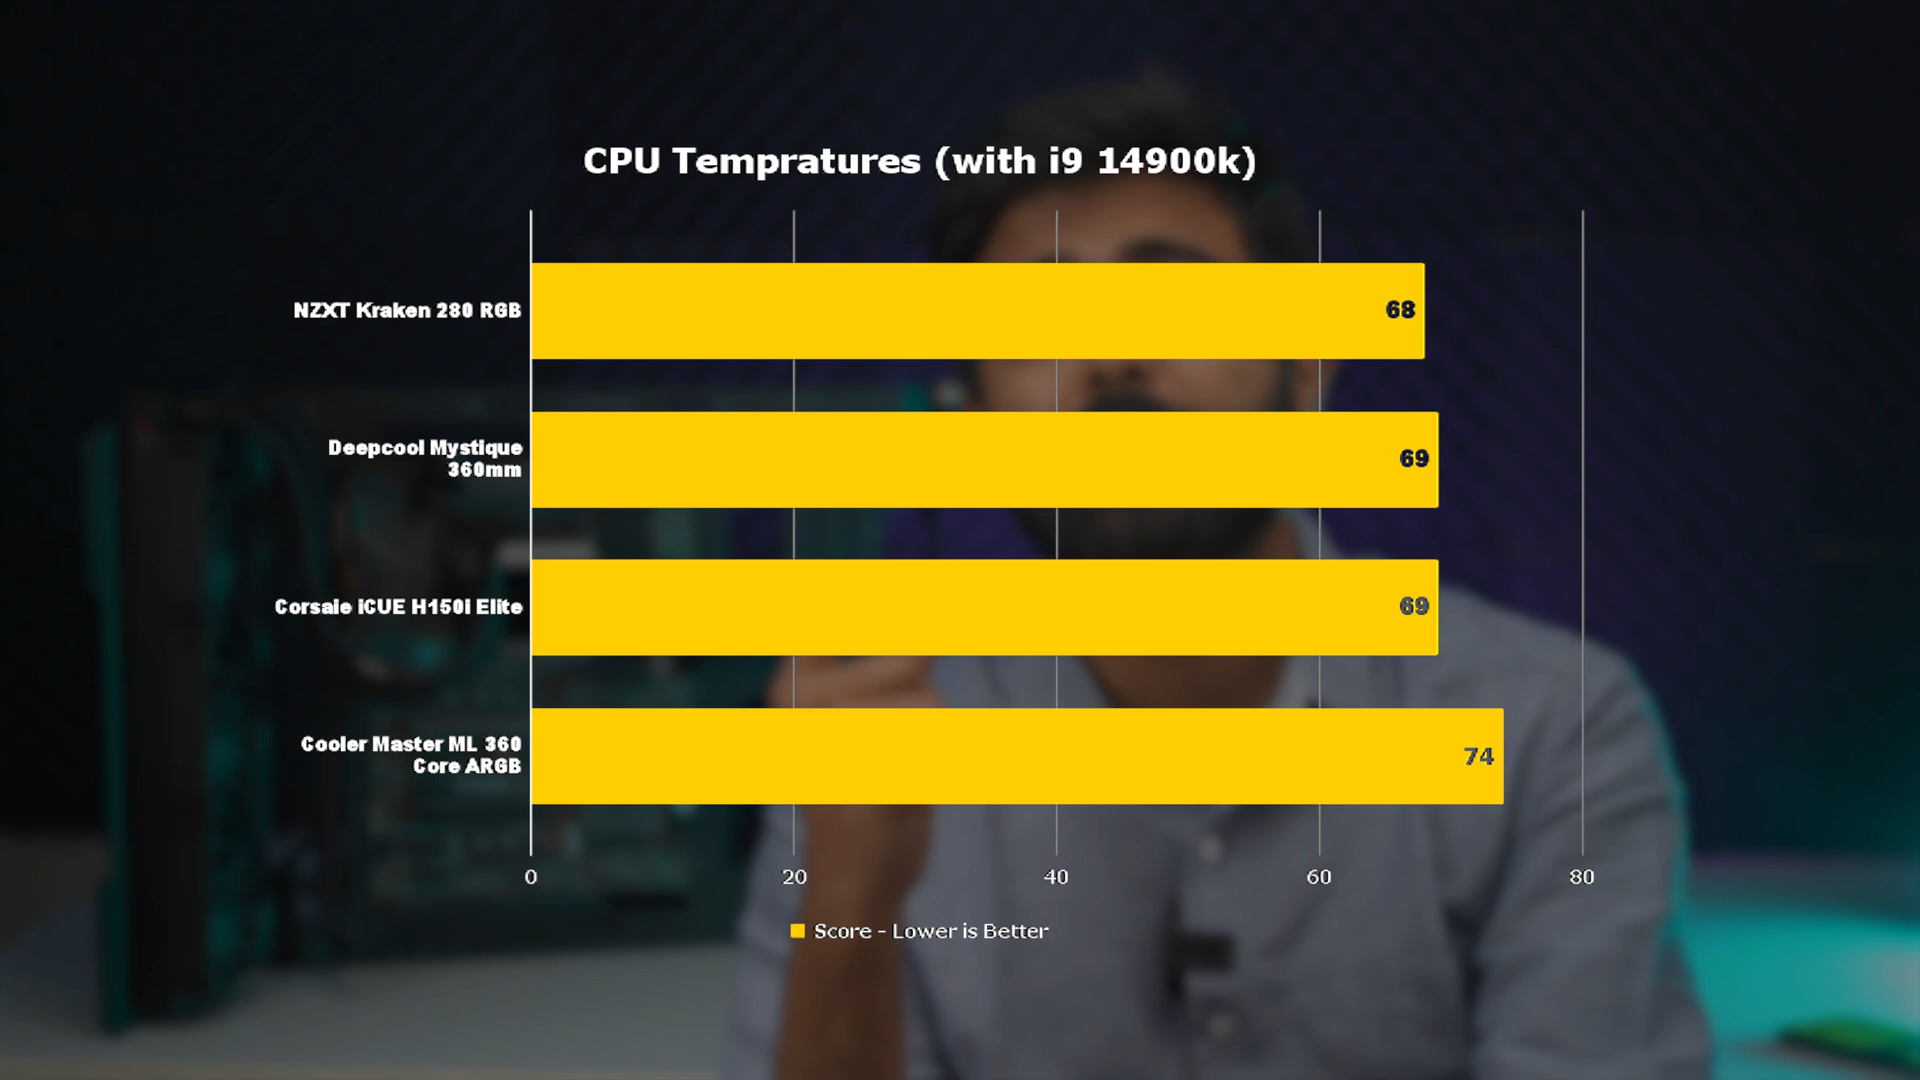 CPU Tempratures (with i9 14900k)
NZXT Kraken 280 RGB
68
Deepcool Mystique
360mm
69
Corsaie iCUE H150i Elite
69
Cooler Master ML 360
Core ARGB
74
0 20 40 60 80
Score - Lower is Better